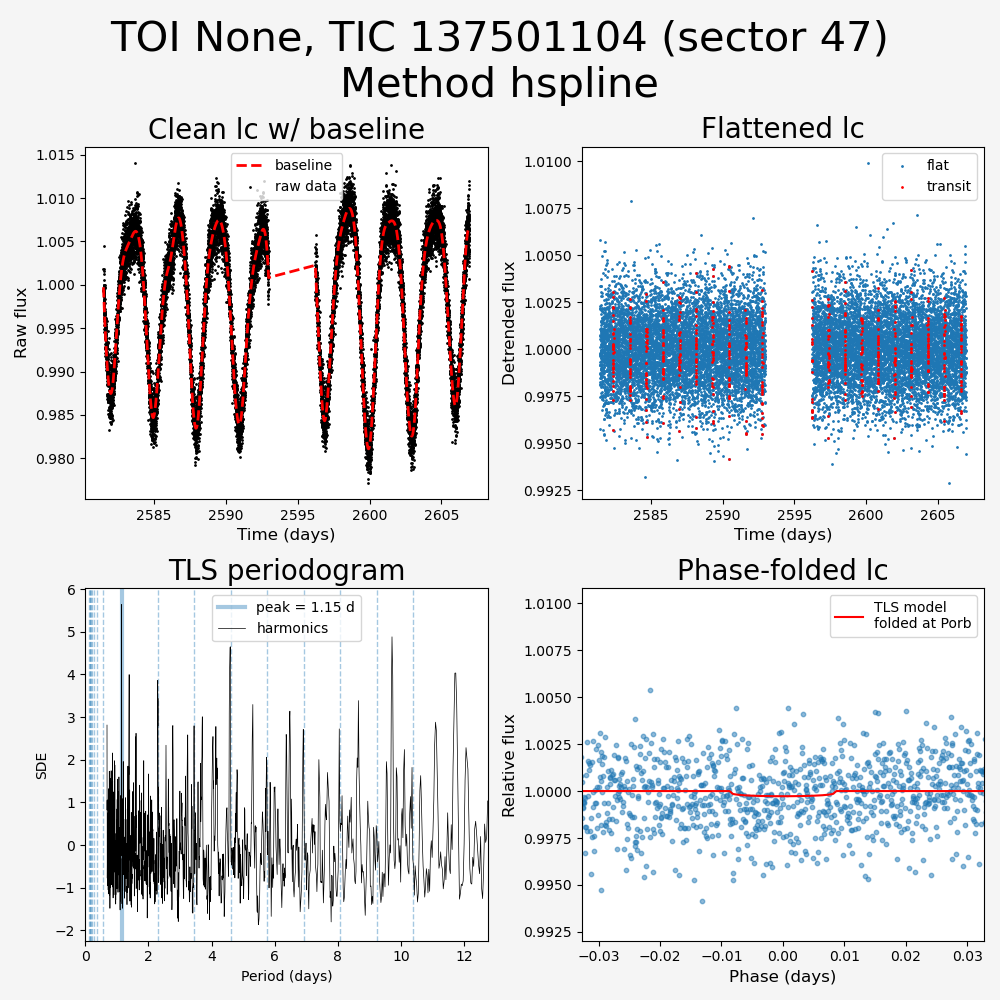 TOI None, TIC 137501104 (sector 47)
Method hspline
Clean lc w/ baseline
Flattened lc
baseline
raw data
flat
transit
1.015
1.010
1.005
1.000
0.995
0.990
0.985
0.980
Raw flux
2585
2590
2595
2600
2605
Time (days)
1.0100
1.0075
1.0050
1.0025
1.0000
0.9975
0.9950
0.9925
Detrended flux
2585
2590
2595
2600
2605
Time (days)
TLS periodogram
Phase-folded lc
peak = 1.15 d
harmonics
TLS model
folded at Porb
6
5
4
3
2
1
0
−1
−2
SDE
0
2
4
6
8
10
12
Period (days)
1.0100
1.0075
1.0050
1.0025
1.0000
0.9975
0.9950
0.9925
Relative flux
−0.03
−0.02
−0.01
0.00
0.01
0.02
0.03
Phase (days)